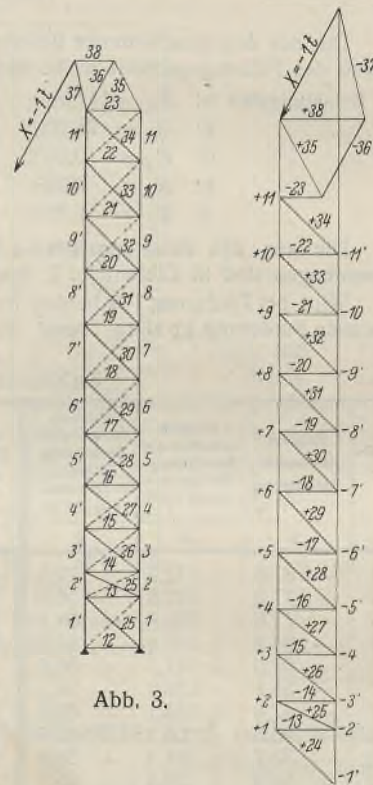 38
36 35
37
X=-1t
23
11' 34 11
22
10' 33 10
21
9' 32 9
20
8' 31 8
19
7' 30 7
18
6' 29 6
17
5' 28 5
16
4' 27 4
15
3' 26 3
14
2' 13 25 2
1' 25 1
12
Abb. 3.
-37
X=-1t
+38
+35 -36
-23
+11
+34
+10 -22 -11'
+33
+9 -21 -10
+32
+8 -20 -9'
+31
+7 -19 -8'
+30
+6 -18 -7'
+29
+5 -17 -6'
+28
+4 -16 -5'
+27
+3 -15 -4
+26
+2 -14 -3'
+25
+1 -13 -2
+24
-1'